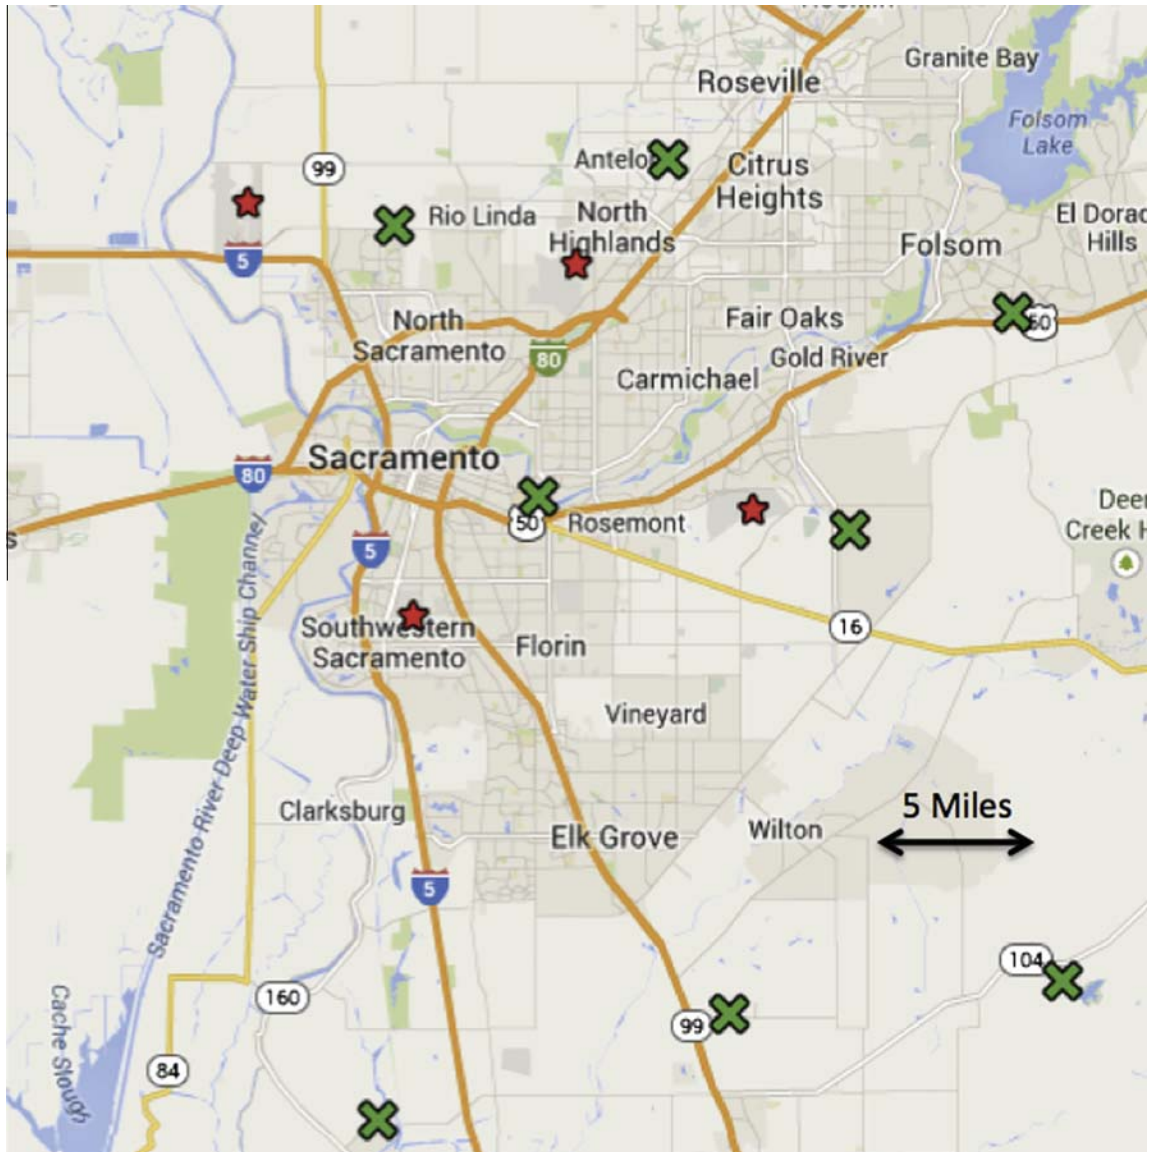 Granite Bay
Roseville
Folsom
Lake
Antelo
Citrus
Heights
99
Rio Linda
North
Highlands
El Dorad
Hills
Folsom
5
North
Sacramento
Fair Oaks
50
80
Gold River
Carmichael
Sacramento
80
50
Rosemont
Deer
Creek H
s
5
16
Southwestern
Sacramento
Florin
Vineyard
Sacramento River Deep Water Ship Channel
Clarksburg
Elk Grove
Wilton
5 Miles
5
104
160
99
Cache Slough
84